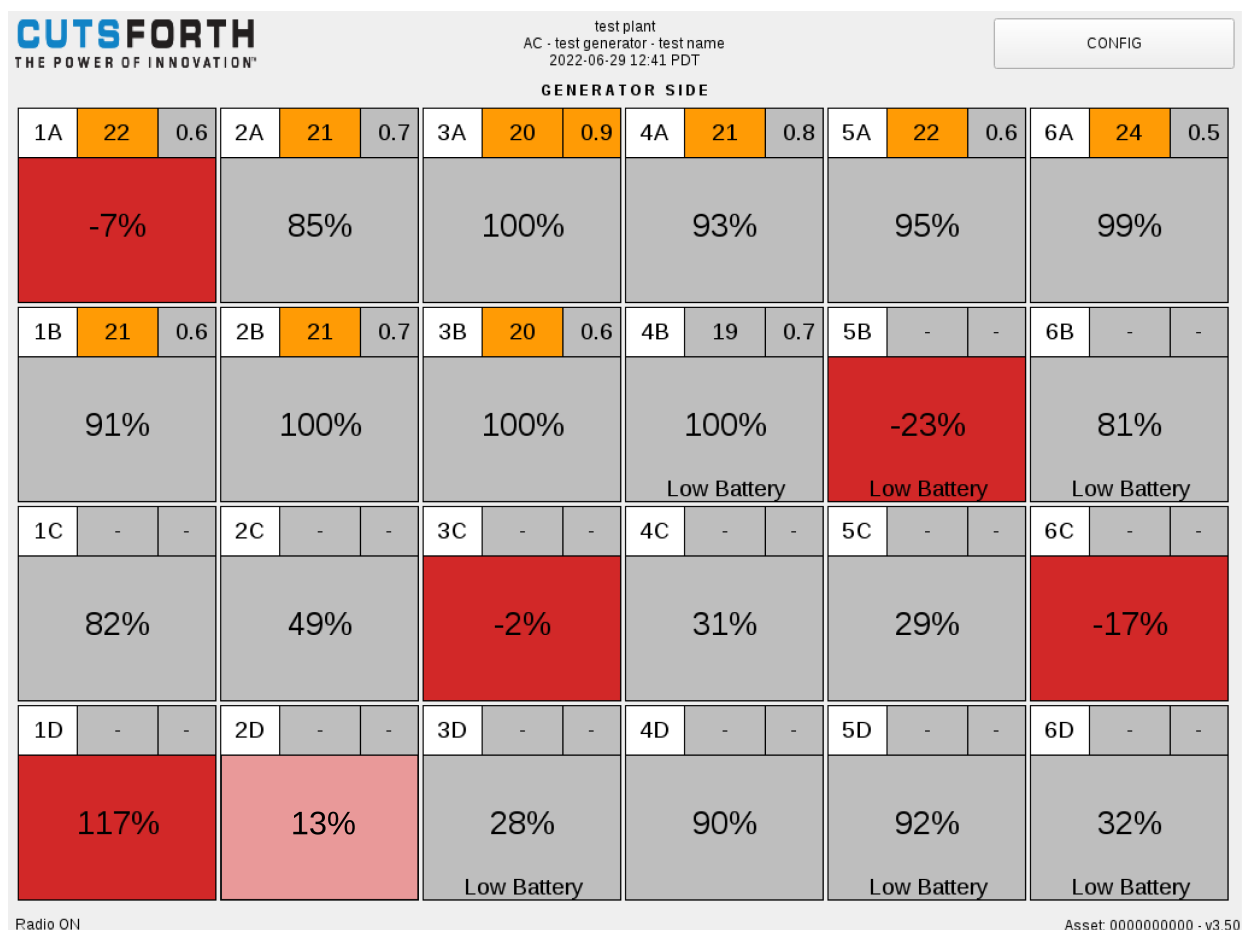 CUTSFORTH
THE POWER OF INNOVATION™
test plant
AC - test generator - test name
2022-06-29 12:41 PDT
CONFIG
GENERATOR SIDE
1A 22 0.6 2A 21 0.7 3A 20 0.9 4A 21 0.8 5A 22 0.6 6A 24 0.5
-7% 85% 100% 93% 95% 99%
1B 21 0.6 2B 21 0.7 3B 20 0.6 4B 19 0.7 5B - - 6B - -
91% 100% 100% 100% -23% 81%
Low Battery Low Battery Low Battery
1C - - 2C - - 3C - - 4C - - 5C - - 6C - -
82% 49% -2% 31% 29% -17%
1D - - 2D - - 3D - - 4D - - 5D - - 6D - -
117% 13% 28% 90% 92% 32%
Low Battery Low Battery Low Battery
Radio ON Asset: 0000000000 - v3.50